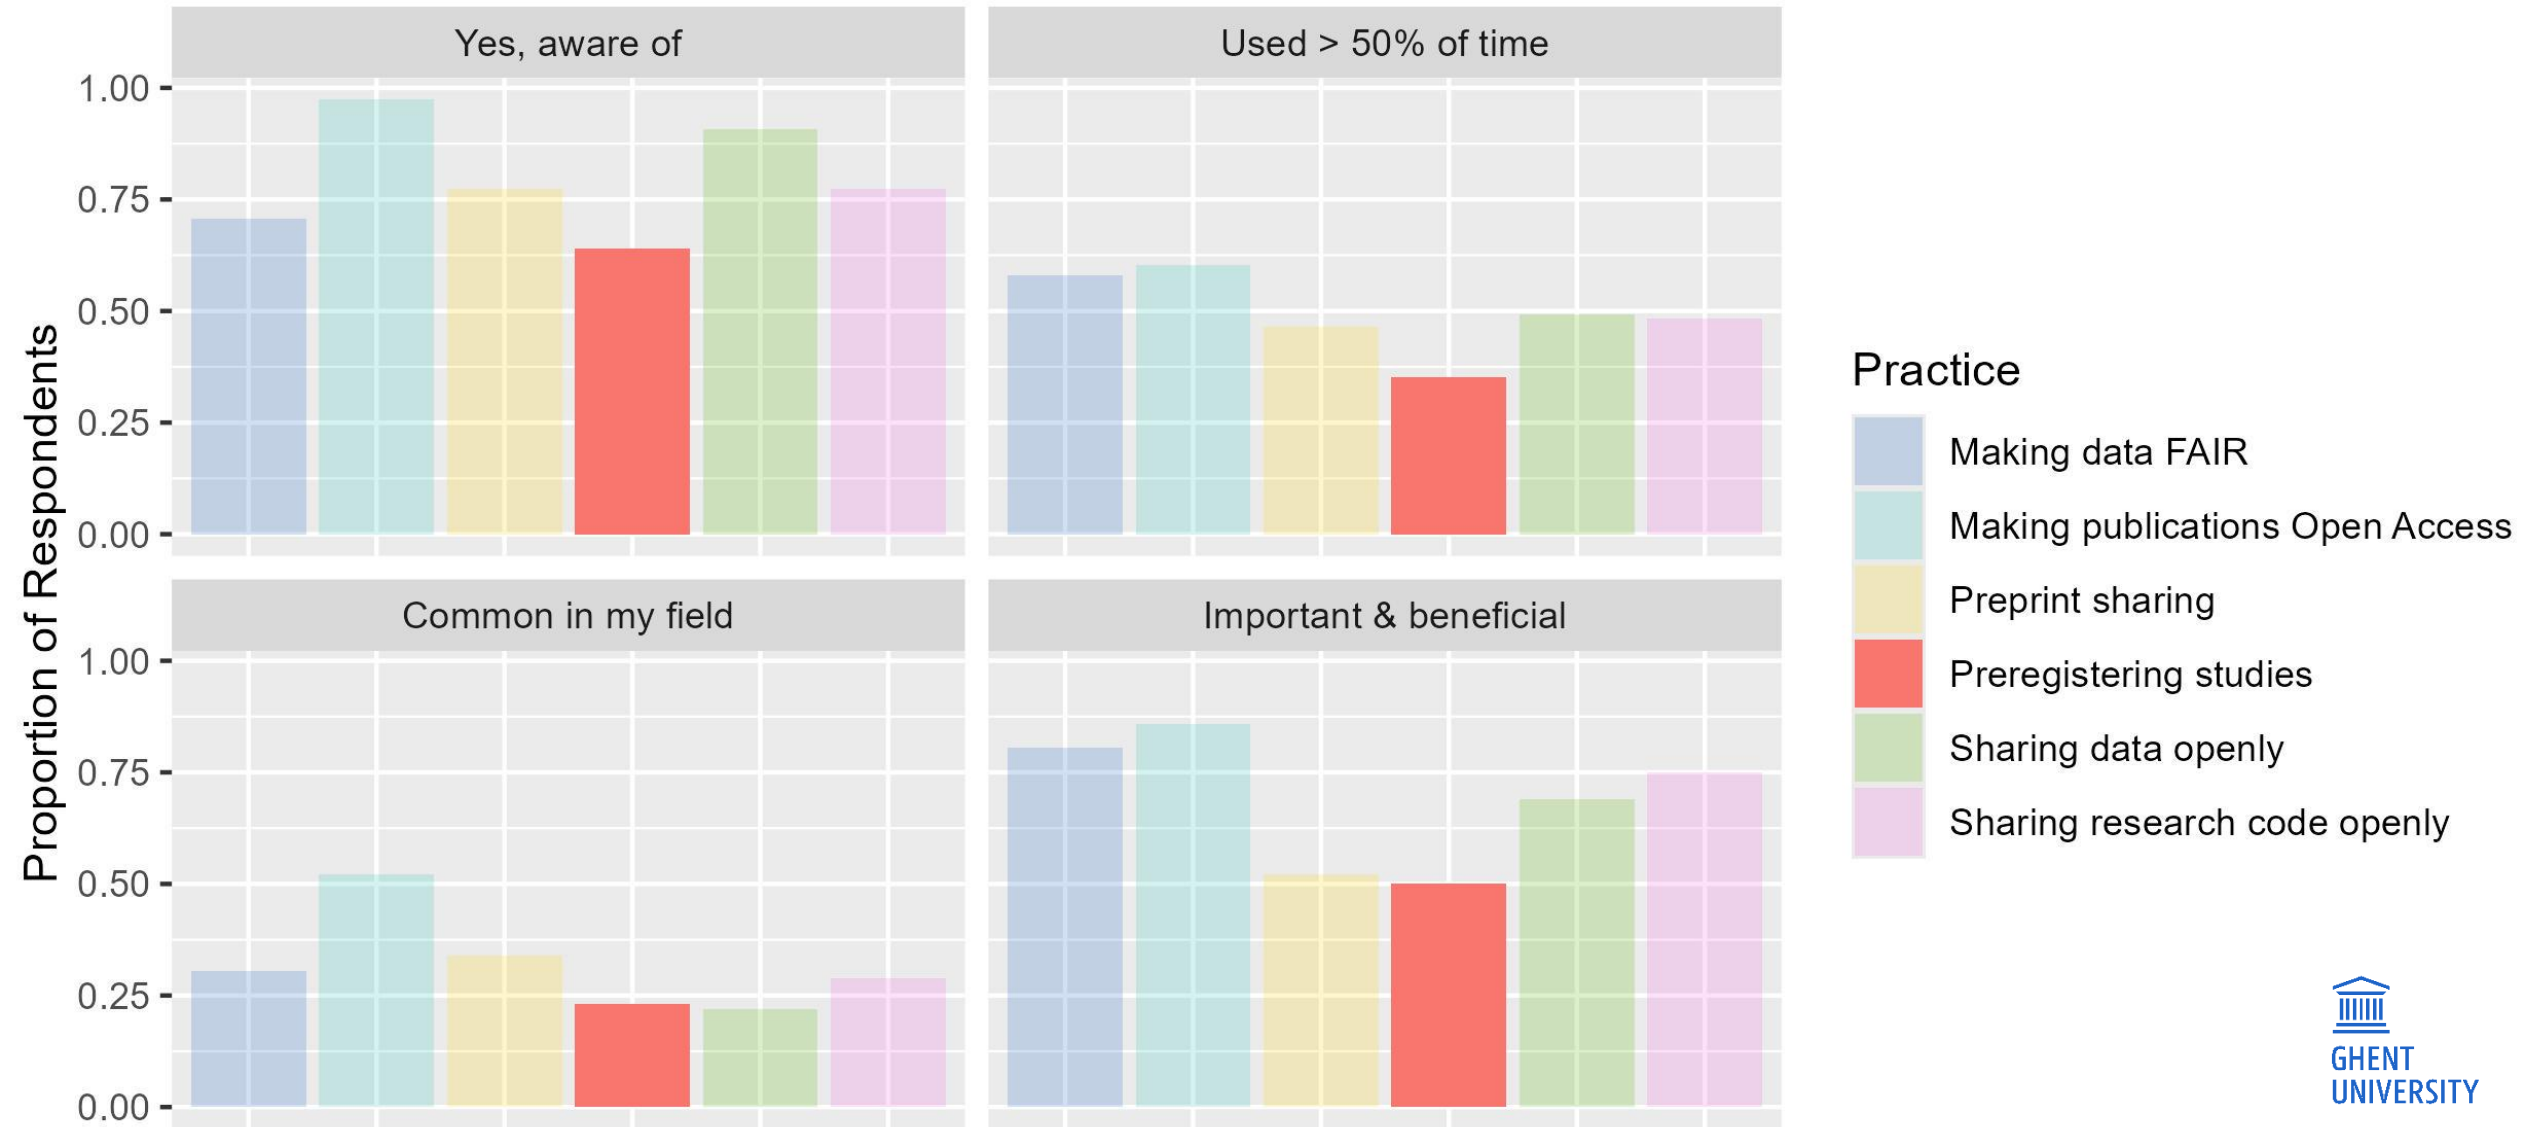 Yes, aware of
Used > 50% of time
1.00
0.75
0.50
0.25
0.00
Common in my field
Important & beneficial
1.00
0.75
0.50
0.25
0.00
Proportion of Respondents
Practice
Making data FAIR
Making publications Open Access
Preprint sharing
Preregistering studies
Sharing data openly
Sharing research code openly
GHENT
UNIVERSITY